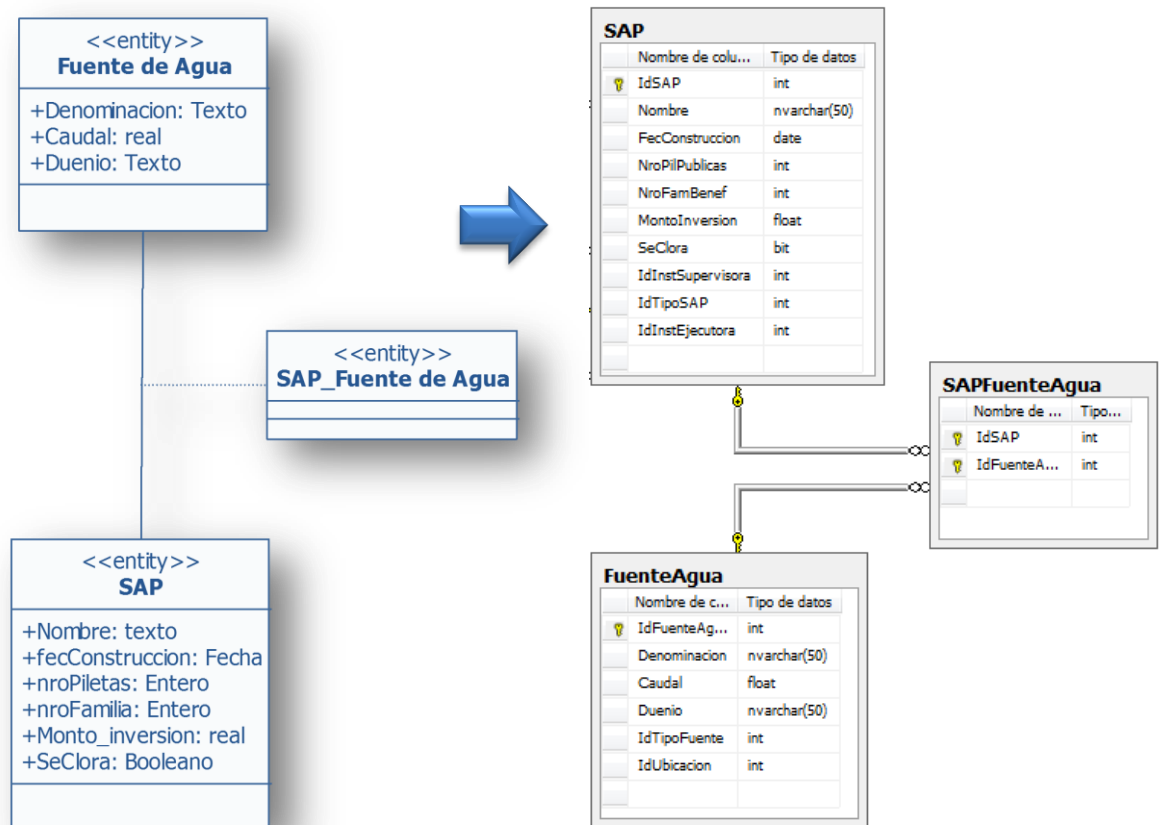 <<entity>>
Fuente de Agua
+Denominacion: Texto
+Caudal: real
+Duenio: Texto
<<entity>>
SAP_Fuente de Agua
<<entity>>
SAP
+Nombre: texto
+fecConstruccion: Fecha
+nroPiletas: Entero
+nroFamilia: Entero
+Monto_inversion: real
+SeClora: Booleano
SAP
Nombre de colu... Tipo de datos
IdSAP int
Nombre nvarchar(50)
FecConstruccion date
NroPilPublicas int
NroFamBenef int
MontoInversion float
SeClora bit
IdInstSupervisora int
IdTipoSAP int
IdInstEjecutora int
SAPFuenteAgua
Nombre de ... Tipo...
IdSAP int
IdFuenteA... int
FuenteAgua
Nombre de c... Tipo de datos
IdFuenteAg... int
Denominacion nvarchar(50)
Caudal float
Duenio nvarchar(50)
IdTipoFuente int
IdUbicacion int